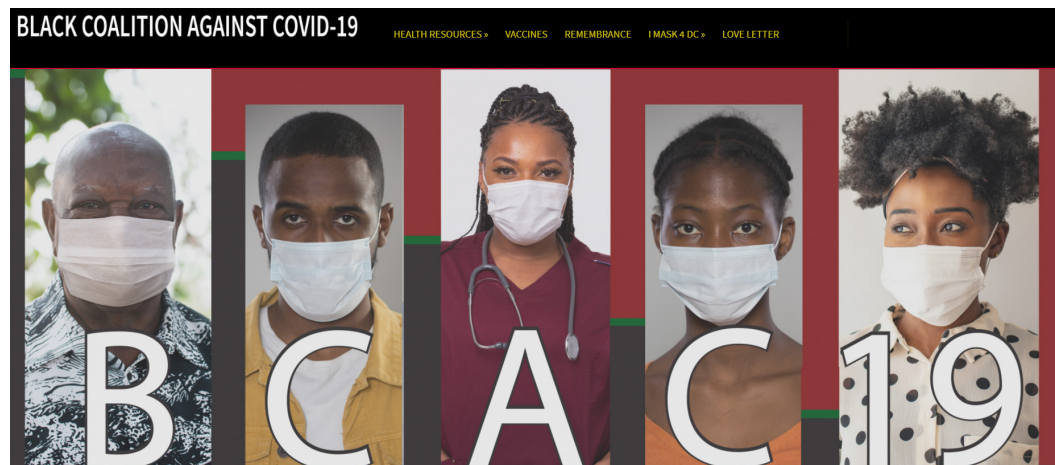 BLACK COALITION AGAINST COVID-19
HEALTH RESOURCES » VACCINES REMEMBRANCE I MASK 4 DC » LOVE LETTER
B C A C 19